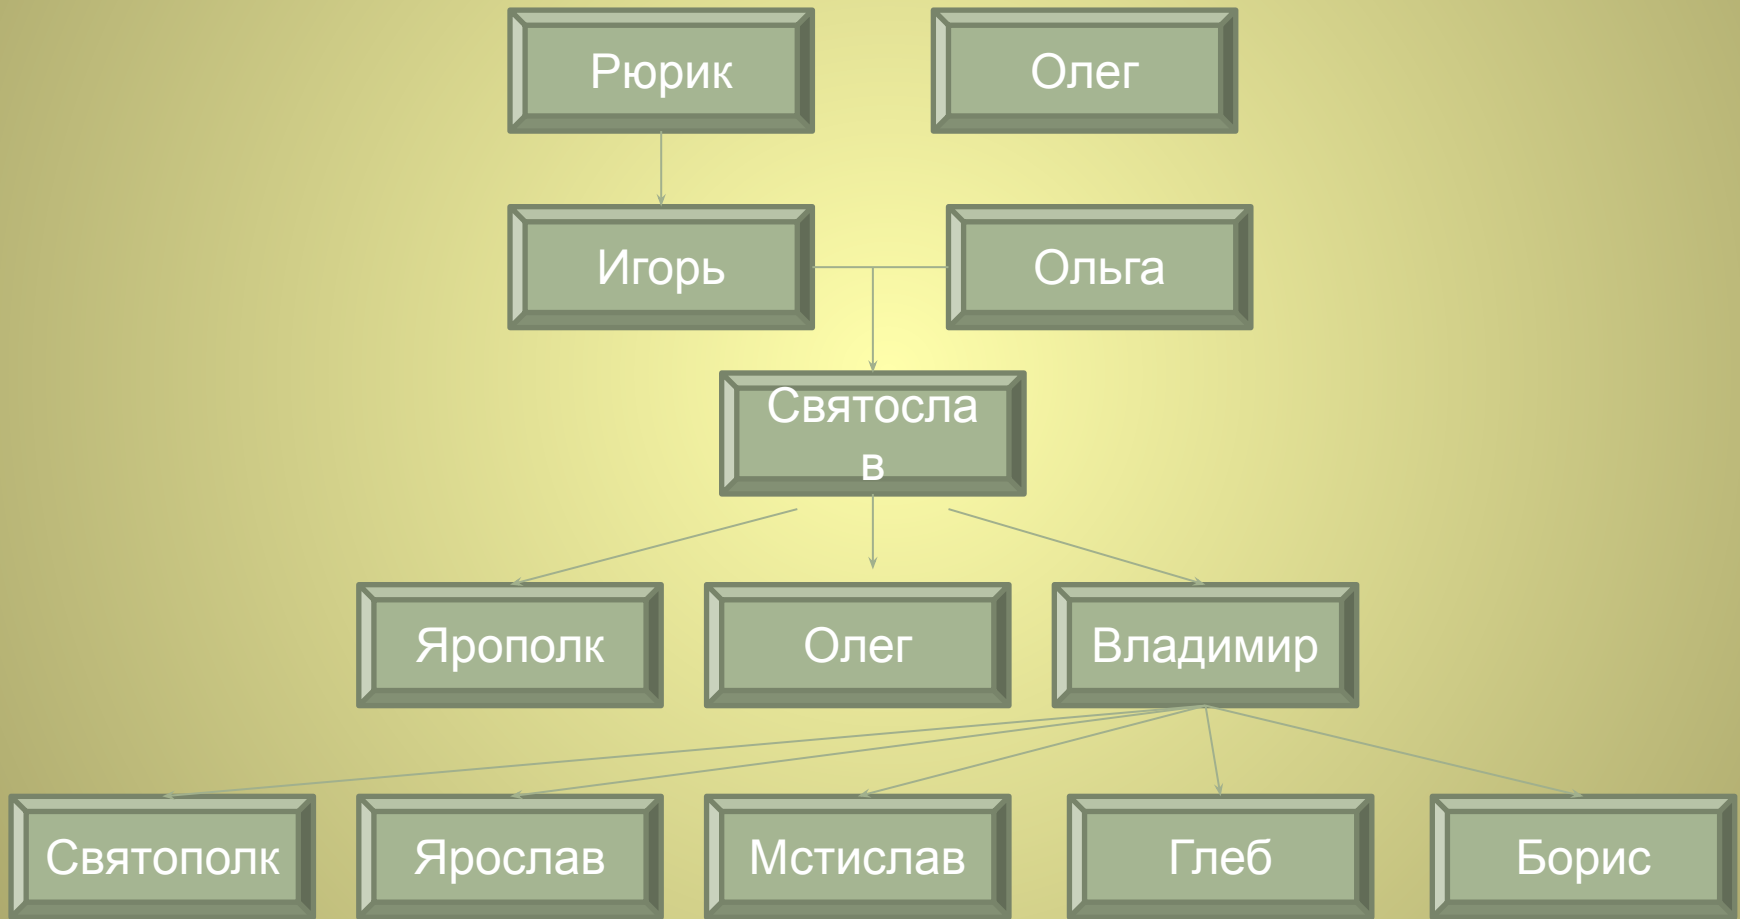 Рюрик
Олег
Игорь
Ольга
Святосла
в
Ярополк
Олег
Владимир
Святополк
Ярослав
Мстислав
Глеб
Борис